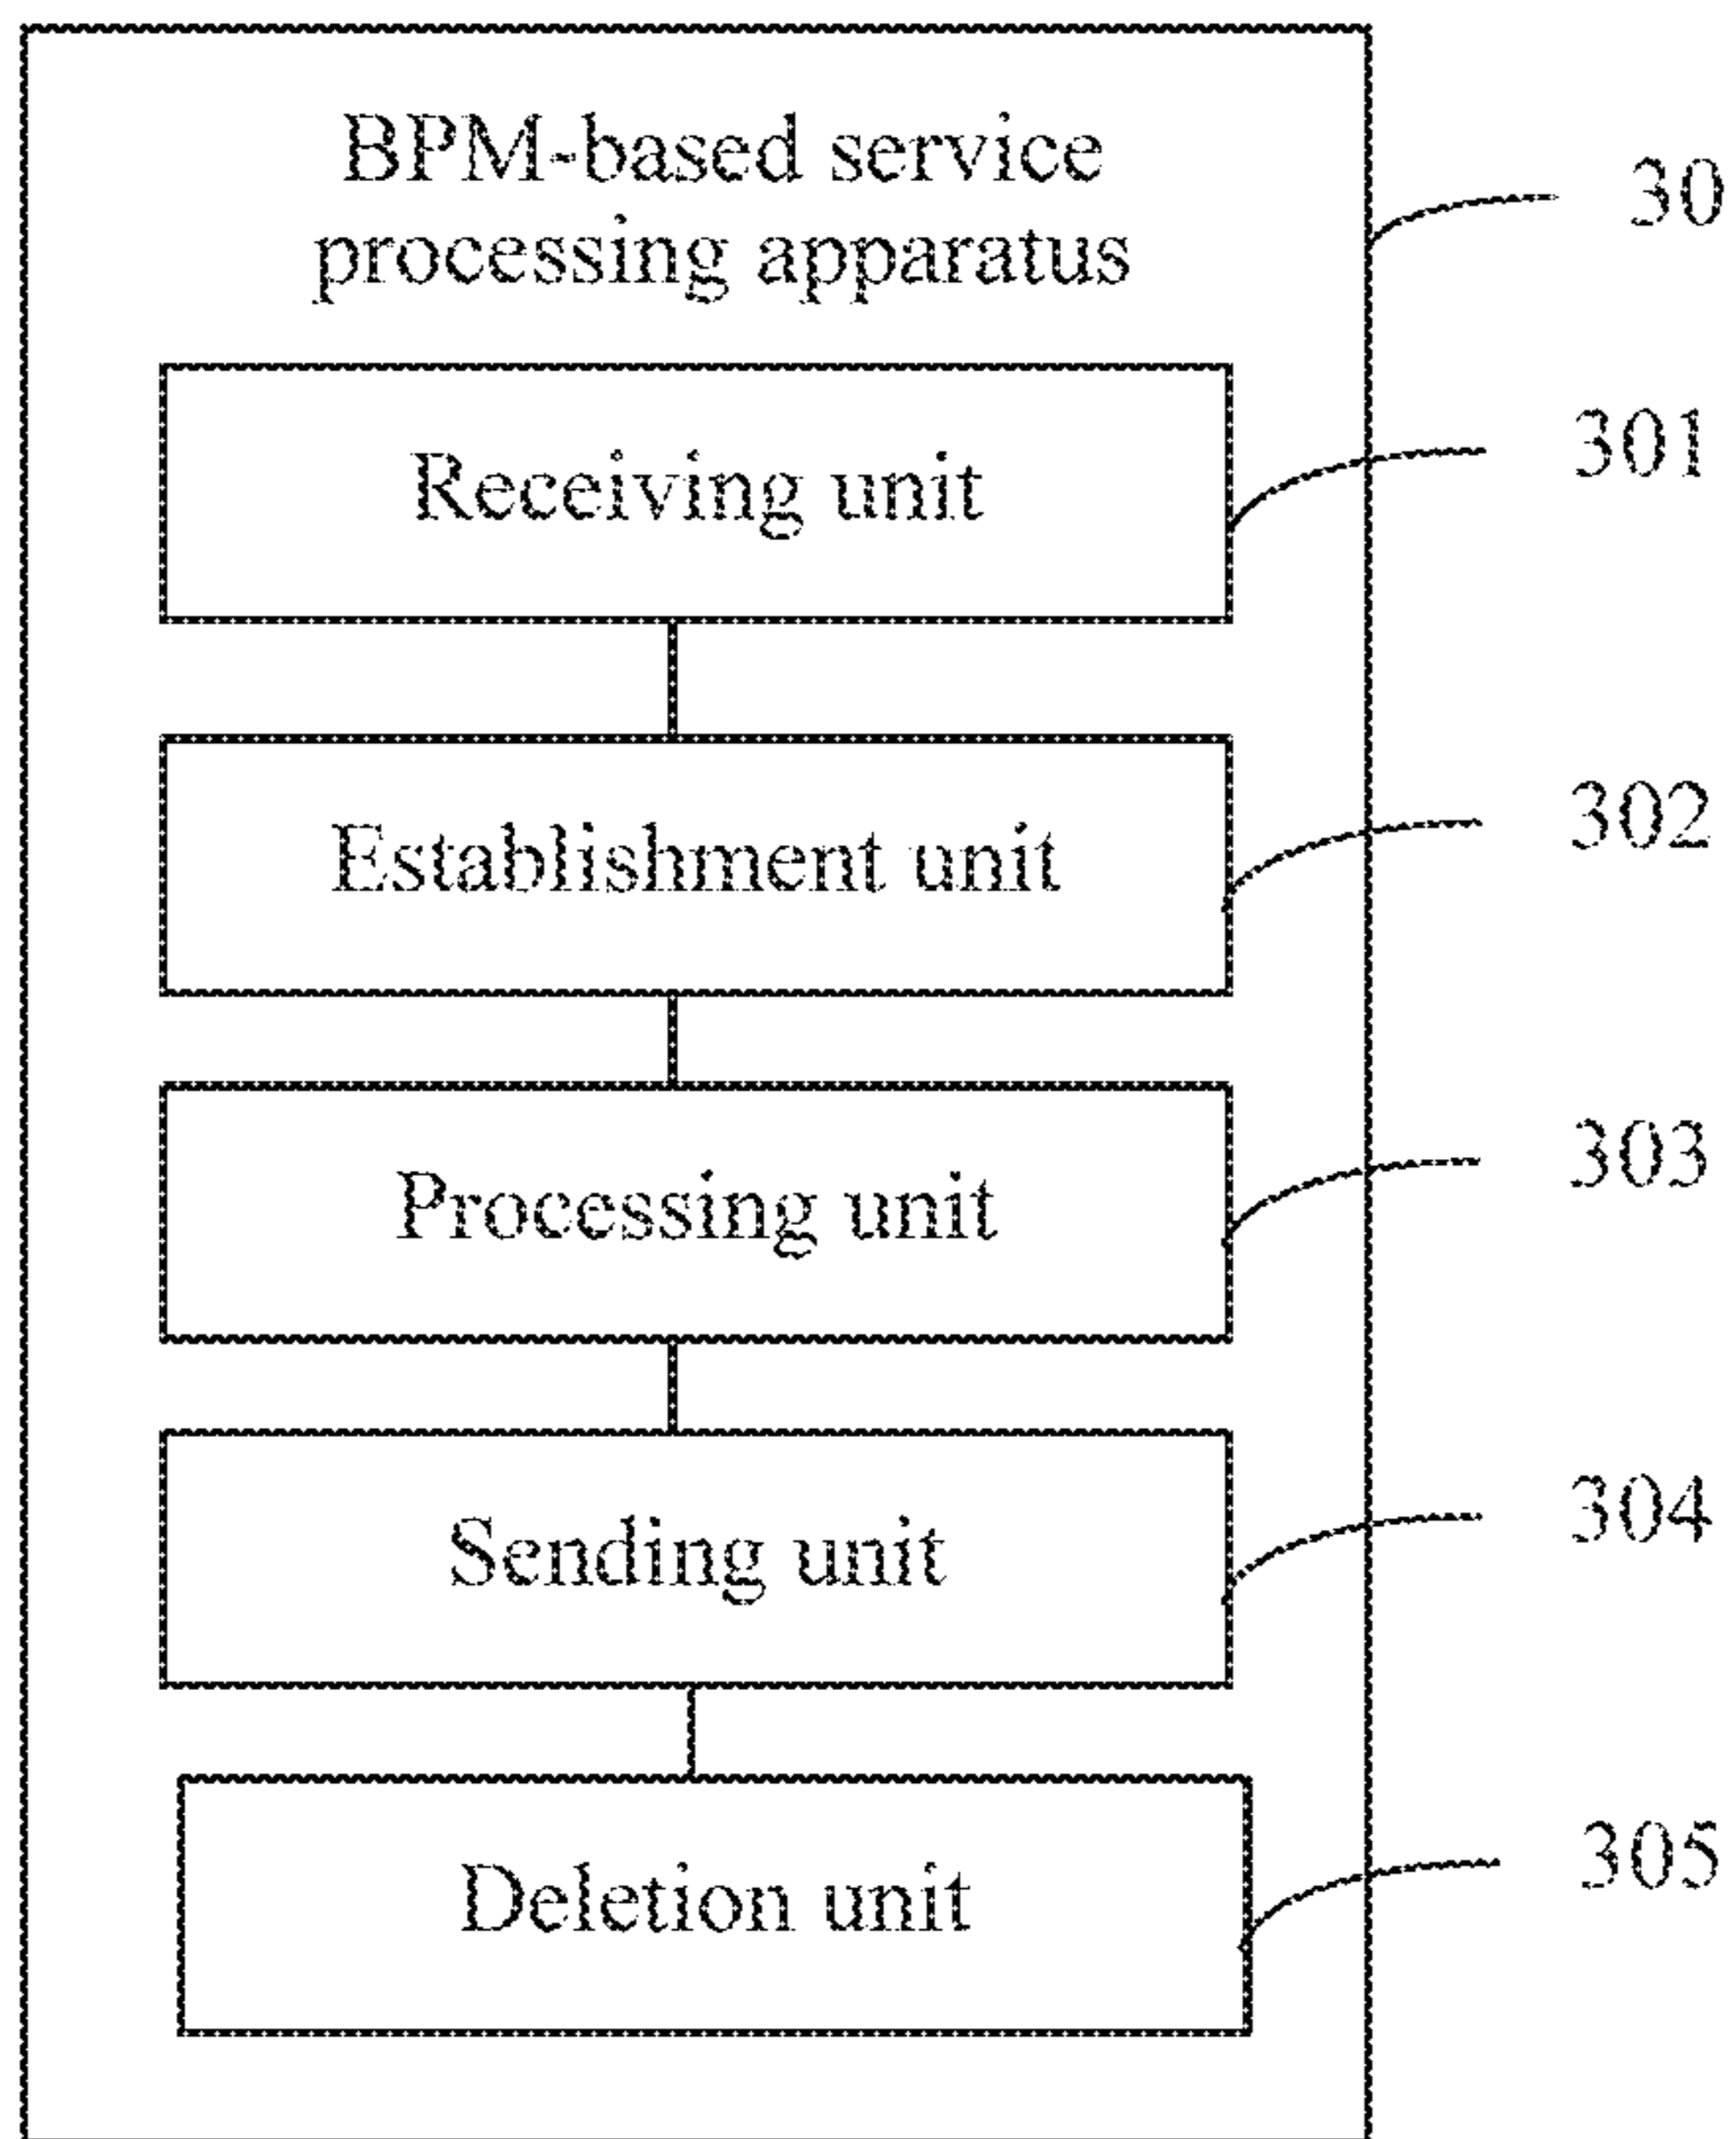 BPM-based service
processing apparatus
30
Receiving unit
301
Establishment unit
302
Processing unit
303
Sending unit
304
Deletion unit
305